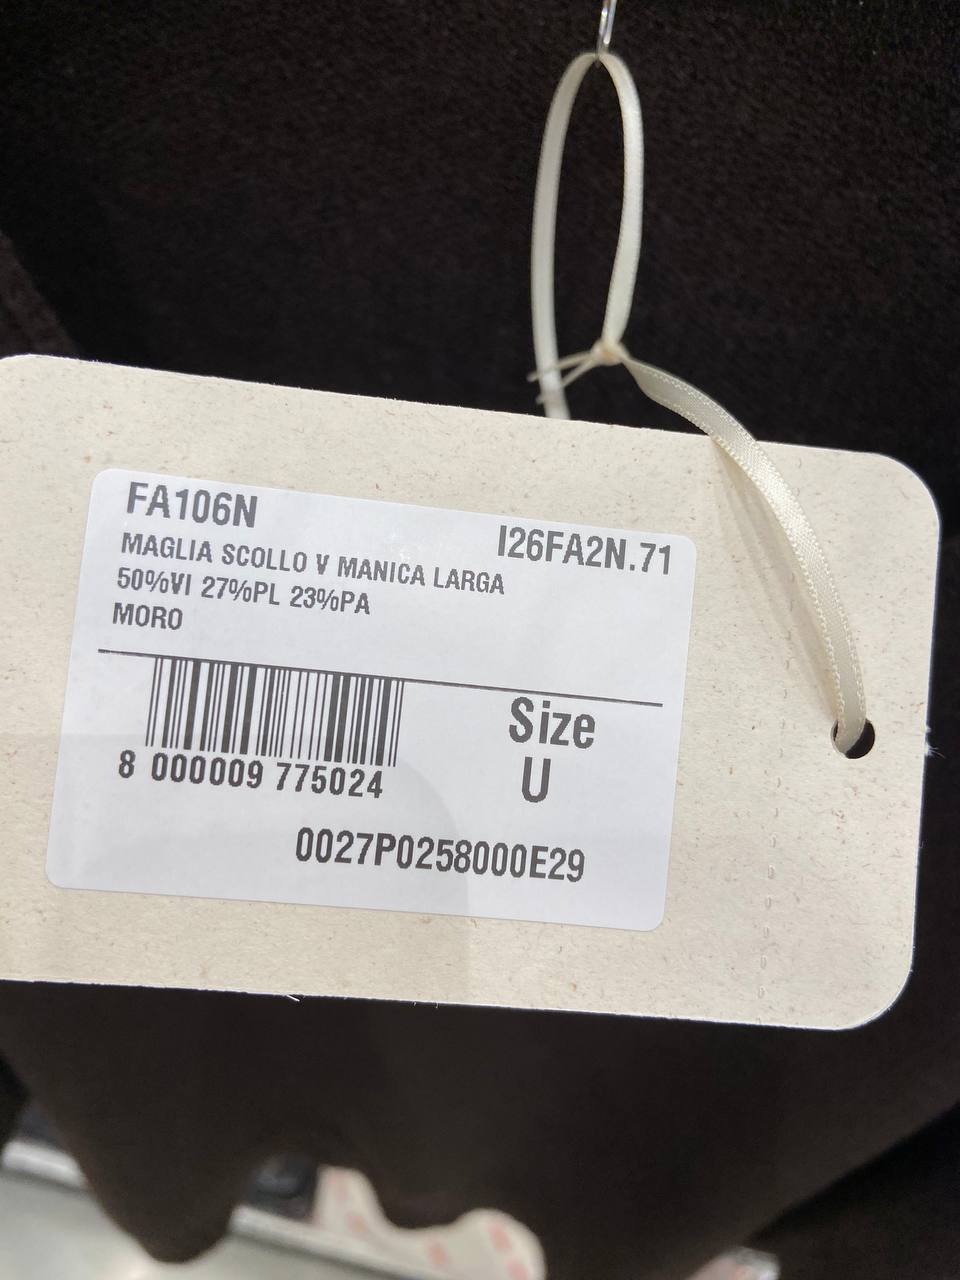 FA106N
I26FA2N.71
MAGLIA SCOLLO V MANICA LARGA
50%VI 27%PL 23%PA
MORO
Size
U
8 000009 775024
0027P0258000E29